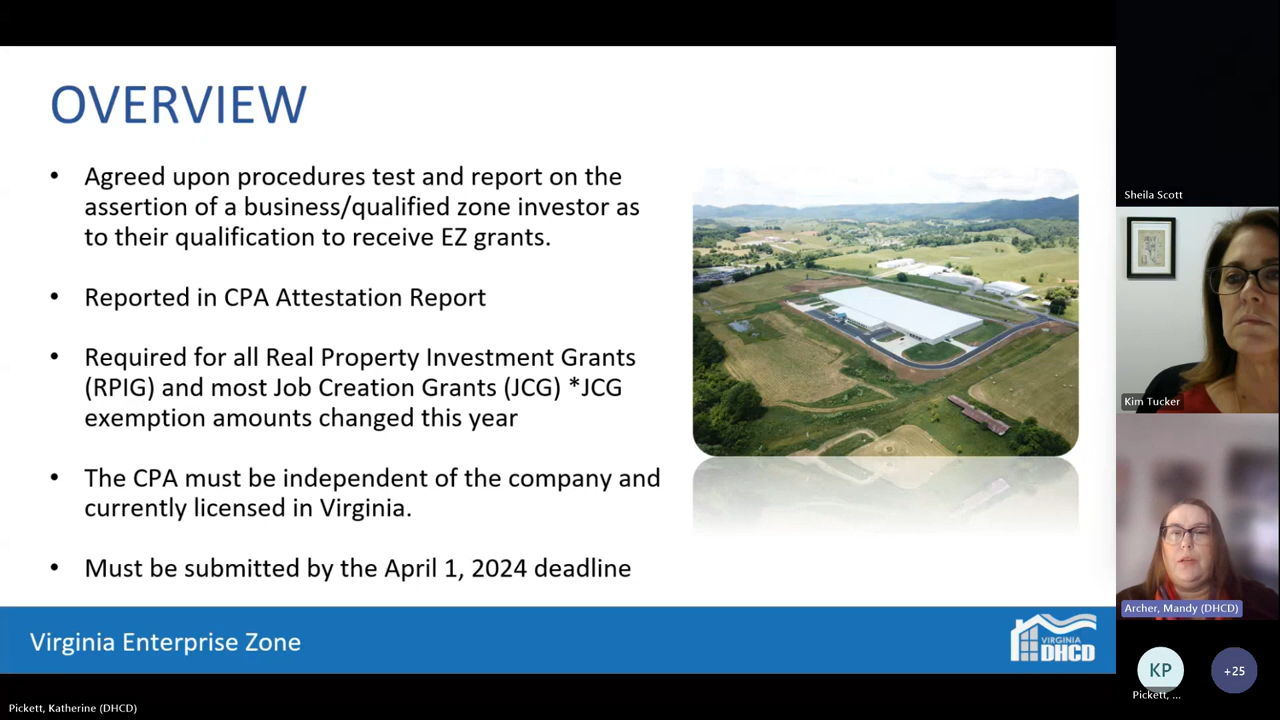 OVERVIEW
• Agreed upon procedures test and report on the
assertion of a business/qualified zone investor as
to their qualification to receive EZ grants.
• Reported in CPA Attestation Report
• Required for all Real Property Investment Grants
(RPIG) and most Job Creation Grants (JCG) *JCG
exemption amounts changed this year
• The CPA must be independent of the company and
currently licensed in Virginia.
• Must be submitted by the April 1, 2024 deadline
Virginia Enterprise Zone
VIRGINIA
DHCD
Sheila Scott
Kim Tucker
Archer, Mandy (DHCD)
KP
Pickett, ...
+25
Pickett, Katherine (DHCD)